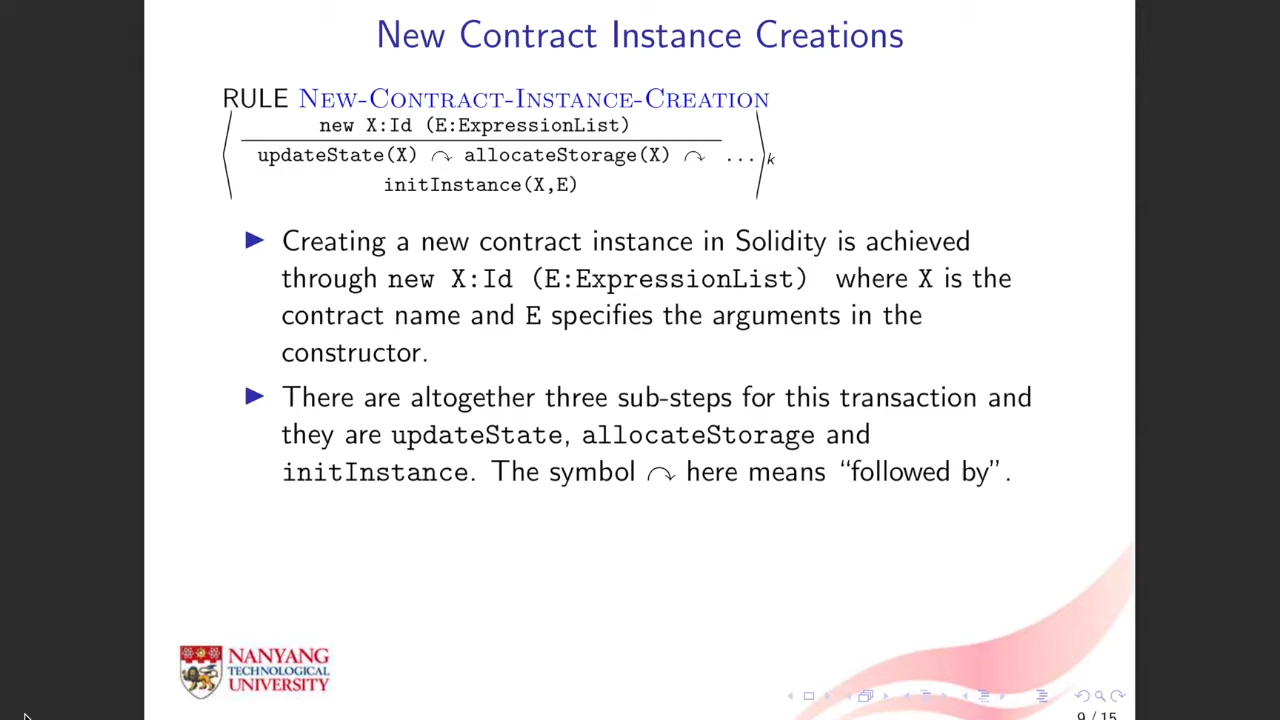 New Contract Instance Creations
RULE NEW-CONTRACT-INSTANCE-CREATION
new X:Id (E:ExpressionList)
updateState(X) ↷ allocateStorage(X) ↷ ... k
initInstance(X,E)
Creating a new contract instance in Solidity is achieved
through new X:Id (E:ExpressionList) where X is the
contract name and E specifies the arguments in the
constructor.
There are altogether three sub-steps for this transaction and
they are updateState, allocateStorage and
initInstance. The symbol ↷ here means “followed by”.
NANYANG
TECHNOLOGICAL
UNIVERSITY
9 / 15